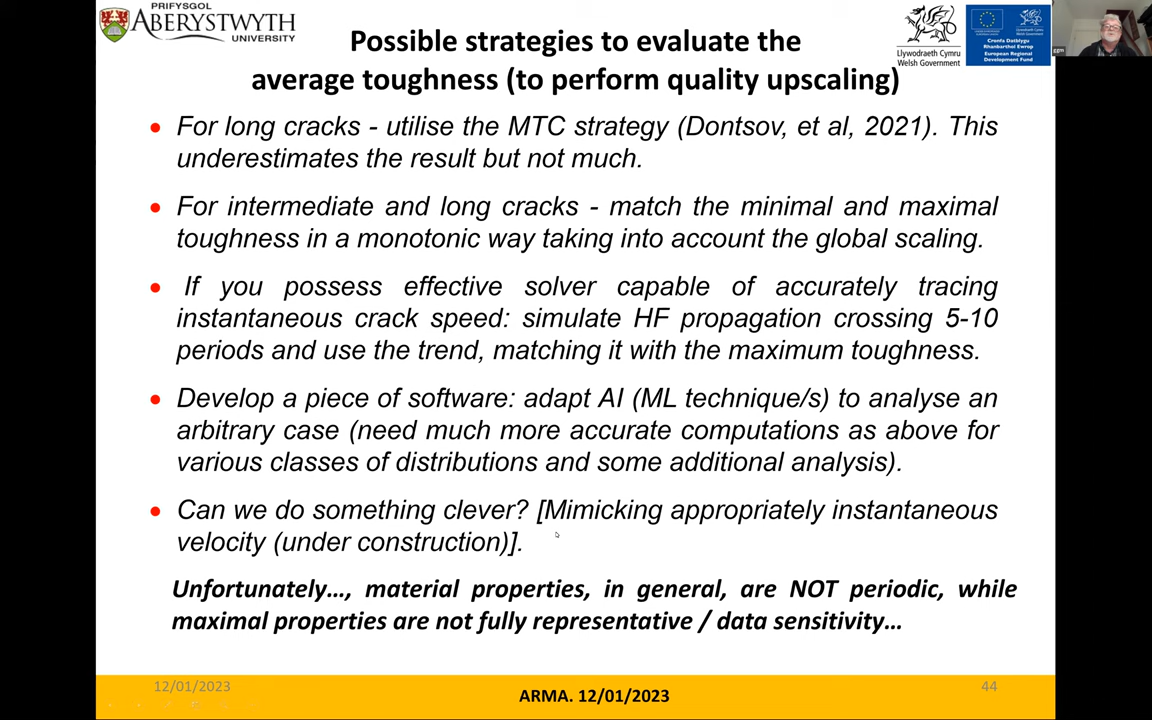 PRIFYSGOL
ABERYSTWYTH
UNIVERSITY
Possible strategies to evaluate the
average toughness (to perform quality upscaling)
Llywodraeth Cymru
Welsh Government
Cronfa Datblygu
Rhanbarthol Ewrop
European Regional
Development Fund
• For long cracks - utilise the MTC strategy (Dontsov, et al, 2021). This
underestimates the result but not much.
• For intermediate and long cracks - match the minimal and maximal
toughness in a monotonic way taking into account the global scaling.
• If you possess effective solver capable of accurately tracing
instantaneous crack speed: simulate HF propagation crossing 5-10
periods and use the trend, matching it with the maximum toughness.
• Develop a piece of software: adapt AI (ML technique/s) to analyse an
arbitrary case (need much more accurate computations as above for
various classes of distributions and some additional analysis).
• Can we do something clever? [Mimicking appropriately instantaneous
velocity (under construction)].
Unfortunately…, material properties, in general, are NOT periodic, while
maximal properties are not fully representative / data sensitivity…
12/01/2023
ARMA. 12/01/2023
44